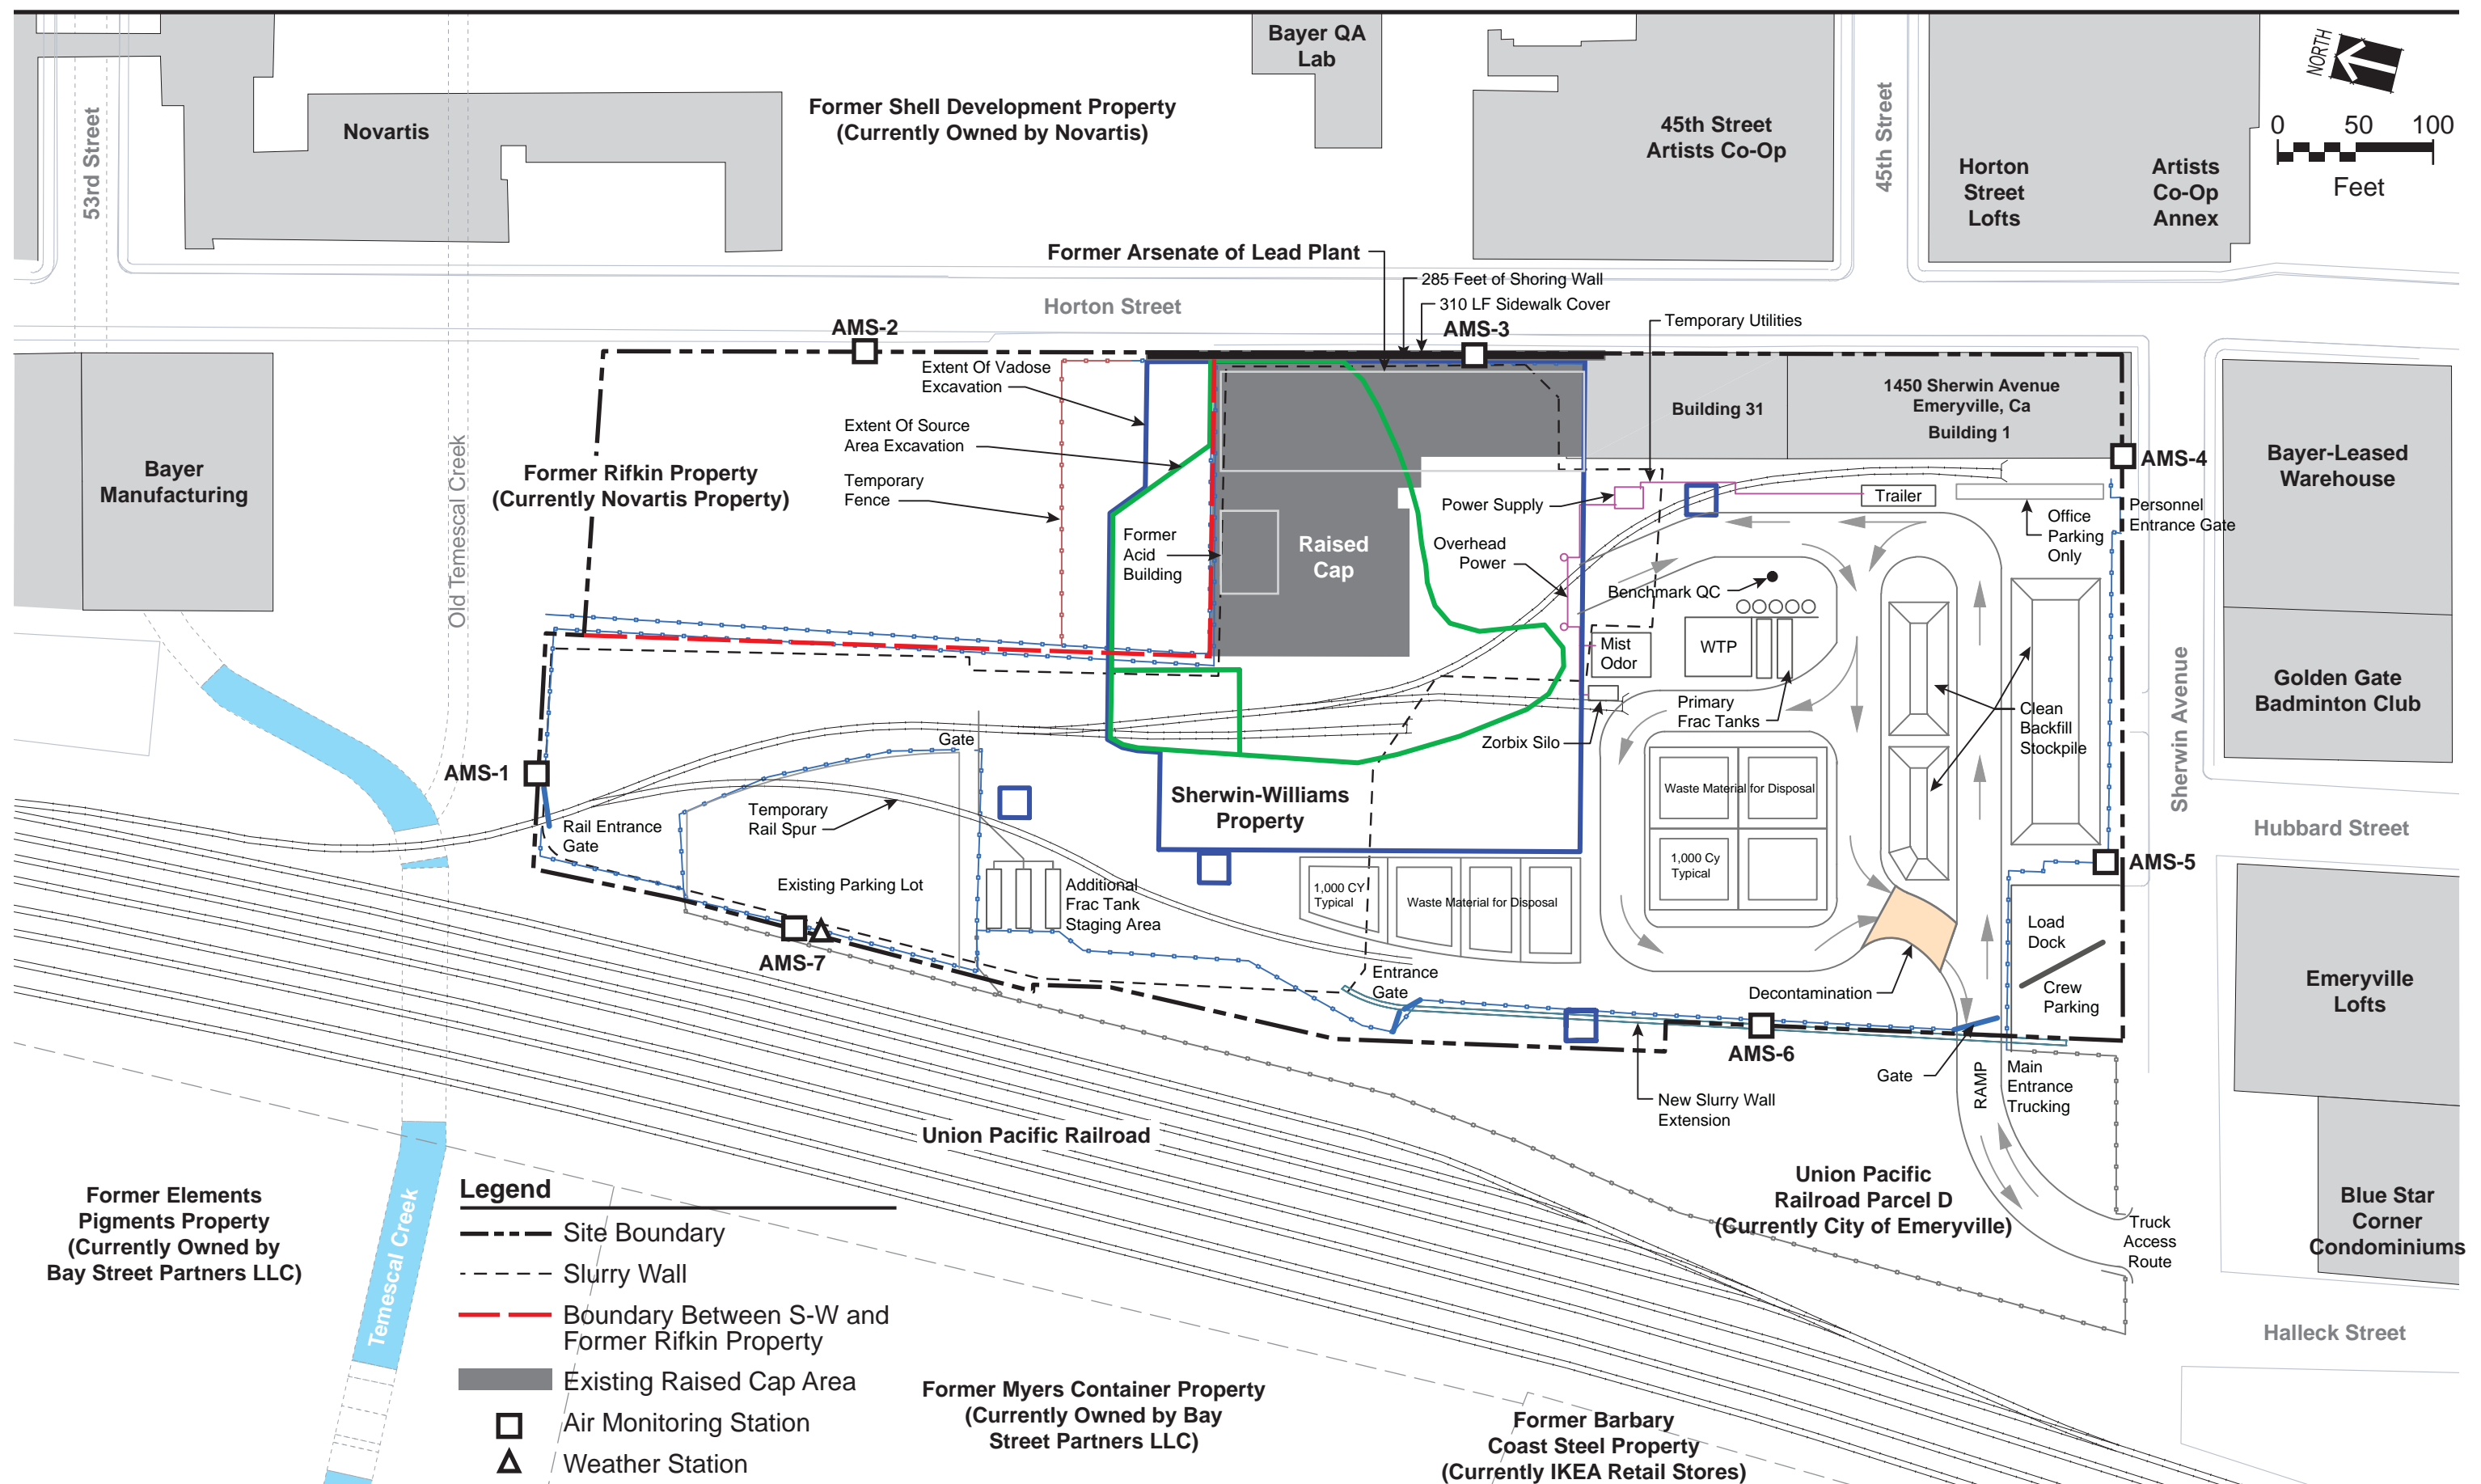 Bayer QA
Lab
NORTH
0 50 100
Feet
53rd Street
Novartis
Former Shell Development Property
(Currently Owned by Novartis)
45th Street
Artists Co-Op
45th Street
Horton
Street
Lofts
Artists
Co-Op
Annex
Former Arsenate of Lead Plant
285 Feet of Shoring Wall
310 LF Sidewalk Cover
Horton Street
AMS-2
AMS-3
Temporary Utilities
Extent Of Vadose
Excavation
Extent Of Source
Area Excavation
Temporary
Fence
Building 31
1450 Sherwin Avenue
Emeryville, Ca
Building 1
AMS-4
Bayer-Leased
Warehouse
Bayer
Manufacturing
Old Temescal Creek
Former Rifkin Property
(Currently Novartis Property)
Former
Acid
Building
Raised
Cap
Power Supply
Trailer
Office
Parking
Only
Personnel
Entrance Gate
Overhead
Power
Benchmark QC
Mist
Odor
WTP
Primary
Frac Tanks
Clean
Backfill
Stockpile
Golden Gate
Badminton Club
Sherwin Avenue
Zorbix Silo
Gate
AMS-1
Rail Entrance
Gate
Temporary
Rail Spur
Sherwin-Williams
Property
Waste Material for Disposal
1,000 Cy
Typical
Hubbard Street
AMS-5
Existing Parking Lot
Additional
Frac Tank
Staging Area
1,000 CY
Typical
Waste Material for Disposal
Load
Dock
Crew
Parking
AMS-7
Entrance
Gate
Decontamination
Emeryville
Lofts
AMS-6
New Slurry Wall
Extension
Gate
RAMP
Main
Entrance
Trucking
Union Pacific Railroad
Union Pacific
Railroad Parcel D
(Currently City of Emeryville)
Truck
Access
Route
Blue Star
Corner
Condominiums
Halleck Street
Former Elements
Pigments Property
(Currently Owned by
Bay Street Partners LLC)
Temescal Creek
Legend
Site Boundary
Slurry Wall
Boundary Between S-W and
Former Rifkin Property
Existing Raised Cap Area
Air Monitoring Station
Weather Station
Former Myers Container Property
(Currently Owned by Bay
Street Partners LLC)
Former Barbary
Coast Steel Property
(Currently IKEA Retail Stores)